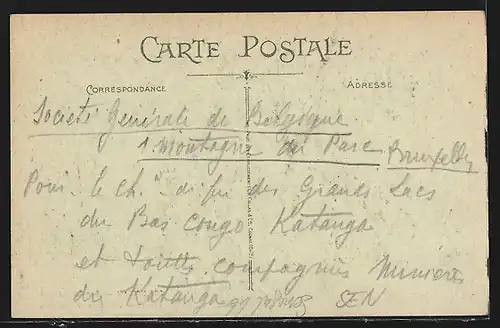 CARTE POSTALE
CORRESPONDANCE
ADRESSE
Société Générale de Belgique
1 Montagne du Parc Bruxelles
Pour le ch. de fer des Grands Lacs
du Bas Congo Katanga
et toutes compagnies Minières
du Katanga
SEN